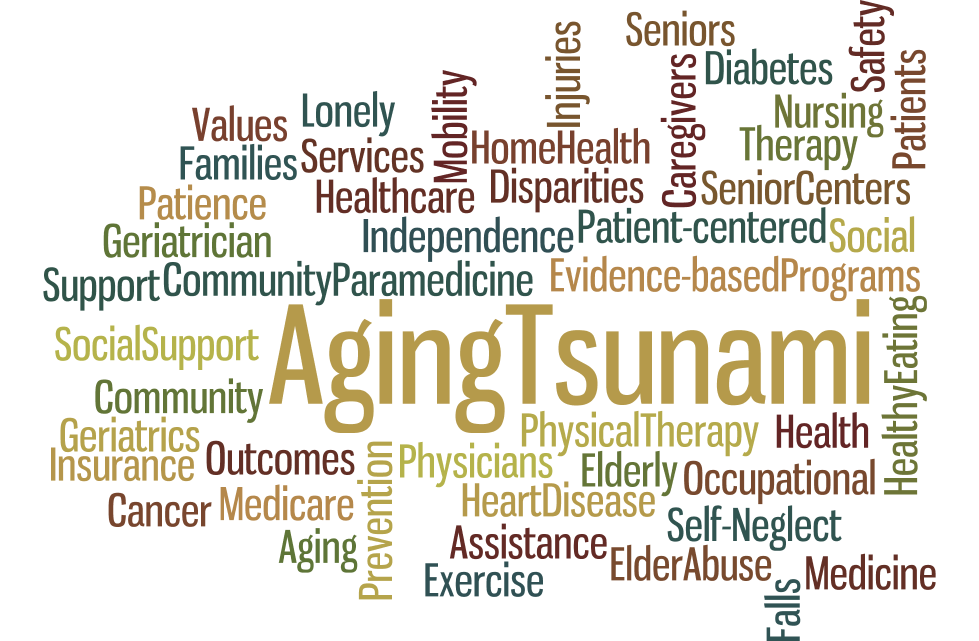 Seniors
Safety
Injuries
Diabetes
Caregivers
Patients
Lonely
Mobility
Nursing
Values
HomeHealth
Therapy
Families
Services
Disparities
SeniorCenters
Patience
Healthcare
Geriatrician
Independence
Patient-centered
Social
Support
CommunityParamedicine
Evidence-basedPrograms
AgingTsunami
HealthyEating
SocialSupport
Community
Geriatrics
PhysicalTherapy
Health
Insurance
Outcomes
Prevention
Physicians
Elderly
Occupational
Cancer
Medicare
HeartDisease
Self-Neglect
Aging
Assistance
ElderAbuse
Exercise
Falls
Medicine